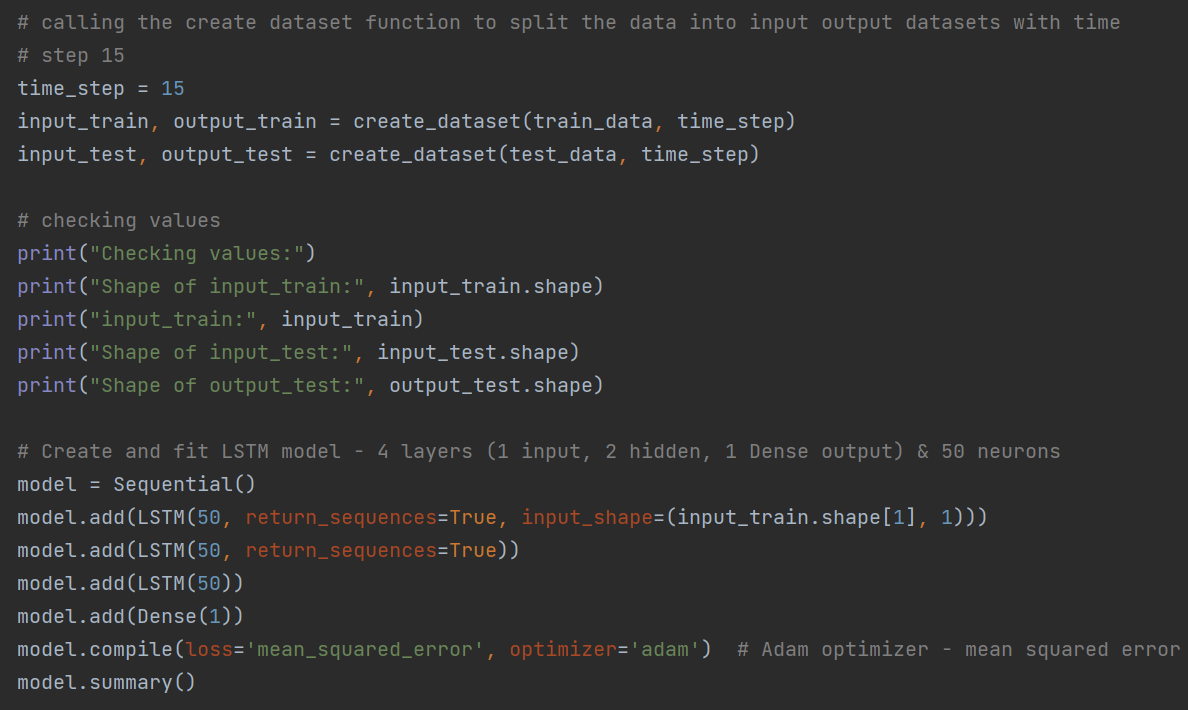 # calling the create dataset function to split the data into input output datasets with time
# step 15
time_step = 15
input_train, output_train = create_dataset(train_data, time_step)
input_test, output_test = create_dataset(test_data, time_step)
# checking values
print("Checking values:")
print("Shape of input_train:", input_train.shape)
print("input_train:", input_train)
print("Shape of input_test:", input_test.shape)
print("Shape of output_test:", output_test.shape)
# Create and fit LSTM model - 4 layers (1 input, 2 hidden, 1 Dense output) & 50 neurons
model = Sequential()
model.add(LSTM(50, return_sequences=True, input_shape=(input_train.shape[1], 1)))
model.add(LSTM(50, return_sequences=True))
model.add(LSTM(50))
model.add(Dense(1))
model.compile(loss='mean_squared_error', optimizer='adam')  # Adam optimizer - mean squared error
model.summary()